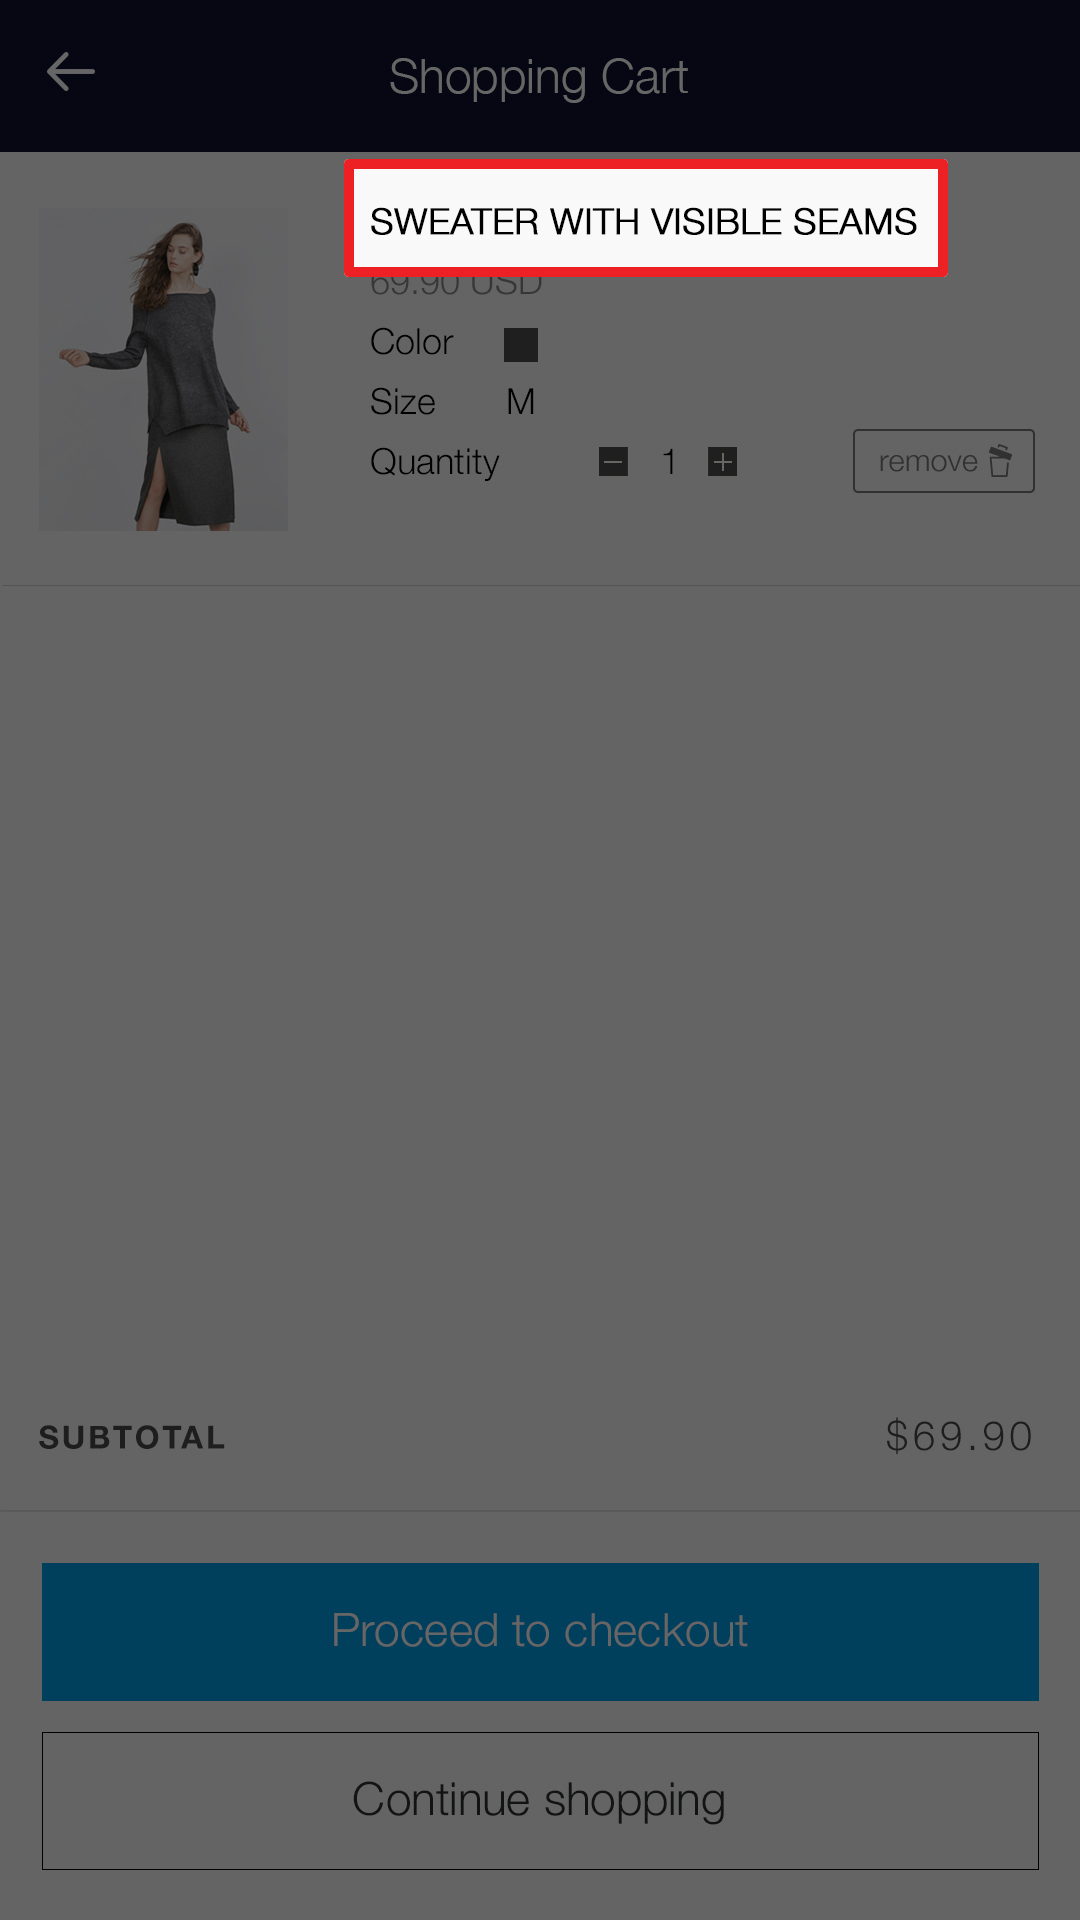 Shopping Cart
SWEATER WITH VISIBLE SEAMS
69.90 USD
Color
Size M
Quantity 1
remove
SUBTOTAL $69.90
Proceed to checkout
Continue shopping